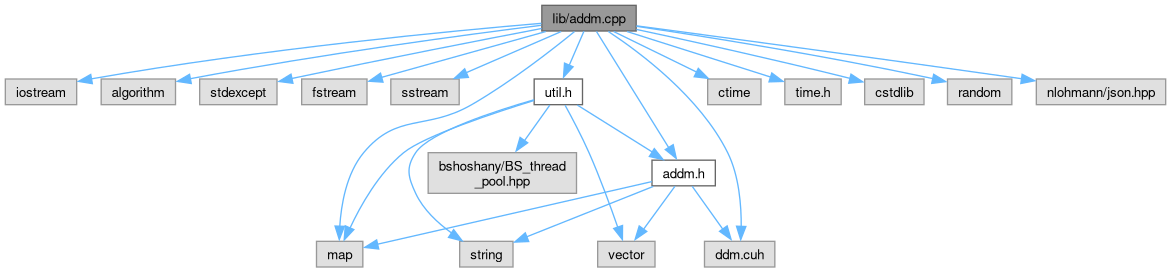 lib/addm.cpp
iostream
algorithm
stdexcept
fstream
sstream
util.h
ctime
time.h
cstdlib
random
nlohmann/json.hpp
bshoshany/BS_thread
_pool.hpp
addm.h
map
string
vector
ddm.cuh